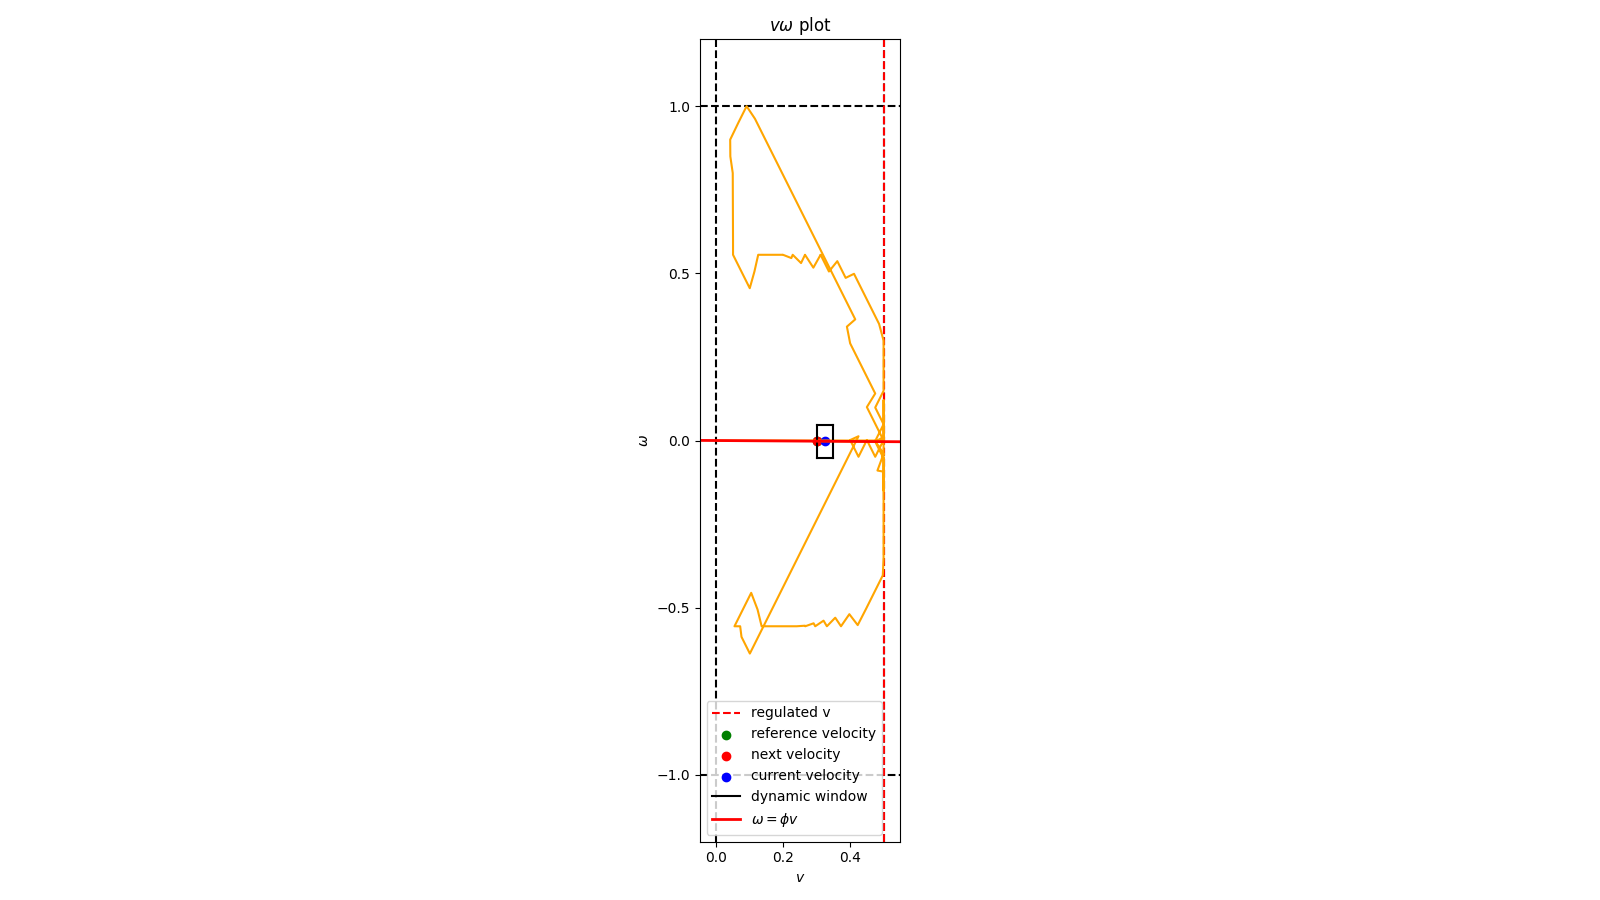 vω plot
1.0
0.5
0.0
−0.5
−1.0
ω
0.0 0.2 0.4
v
regulated v
reference velocity
next velocity
current velocity
dynamic window
ω = ϕv